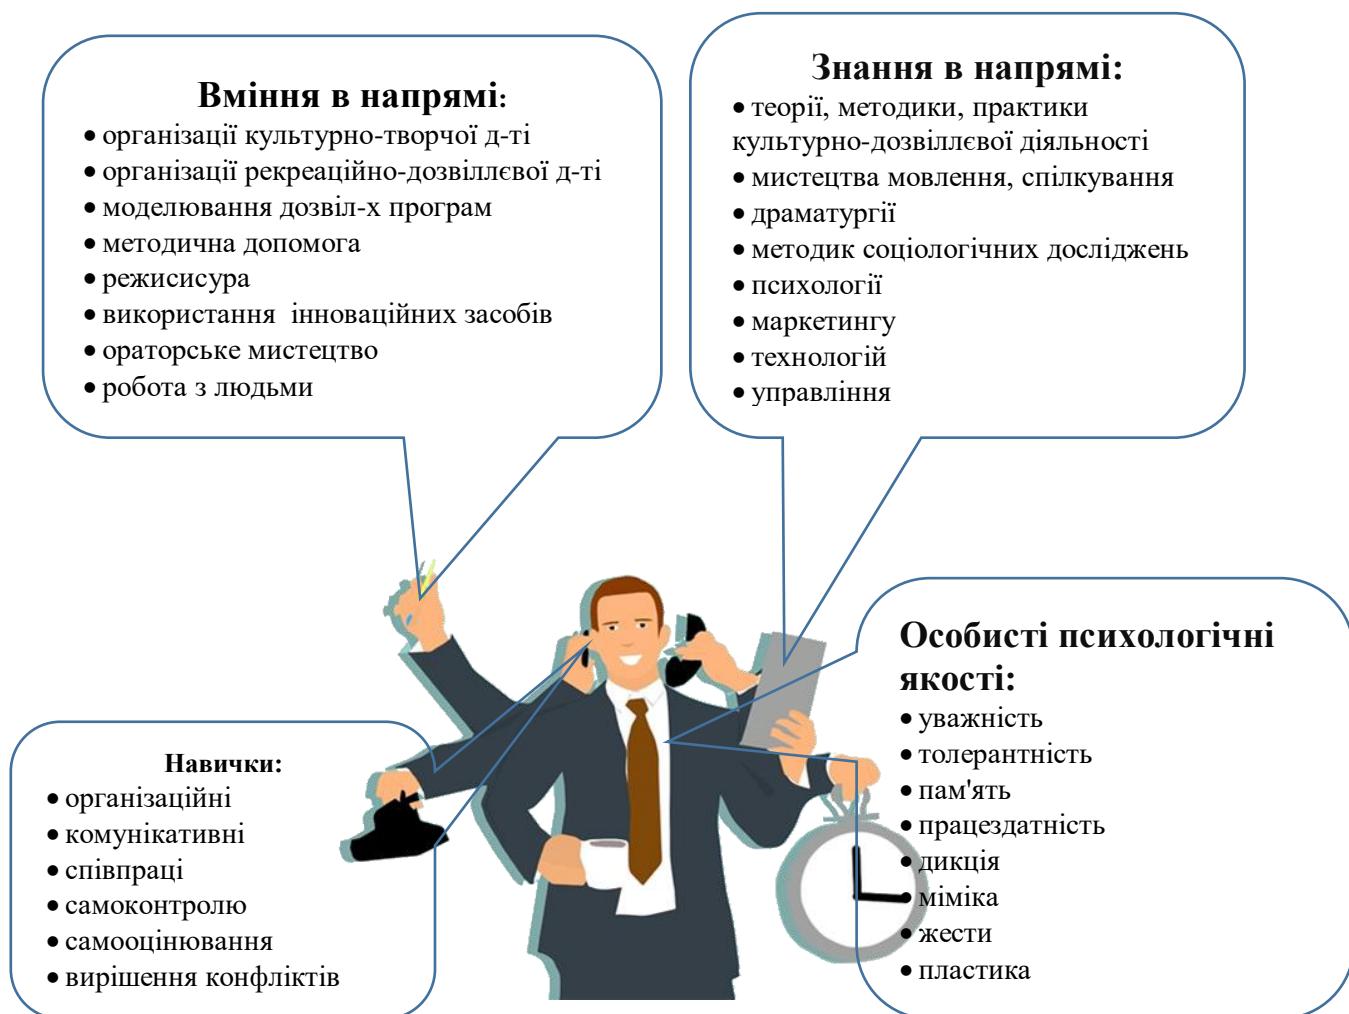 Вміння в напрямі:
• організації культурно-творчої д-ті
• організації рекреаційно-дозвіллєвої д-ті
• моделювання дозвіл-х програм
• методична допомога
• режисисура
• використання інноваційних засобів
• ораторське мистецтво
• робота з людьми
Знання в напрямі:
• теорії, методики, практики
культурно-дозвіллєвої діяльності
• мистецтва мовлення, спілкування
• драматургії
• методик соціологічних досліджень
• психології
• маркетингу
• технологій
• управління
Навички:
• організаційні
• комунікативні
• співпраці
• самоконтролю
• самооцінювання
• вирішення конфліктів
Особисті психологічні
якості:
• уважність
• толерантність
• пам'ять
• працездатність
• дикція
• міміка
• жести
• пластика